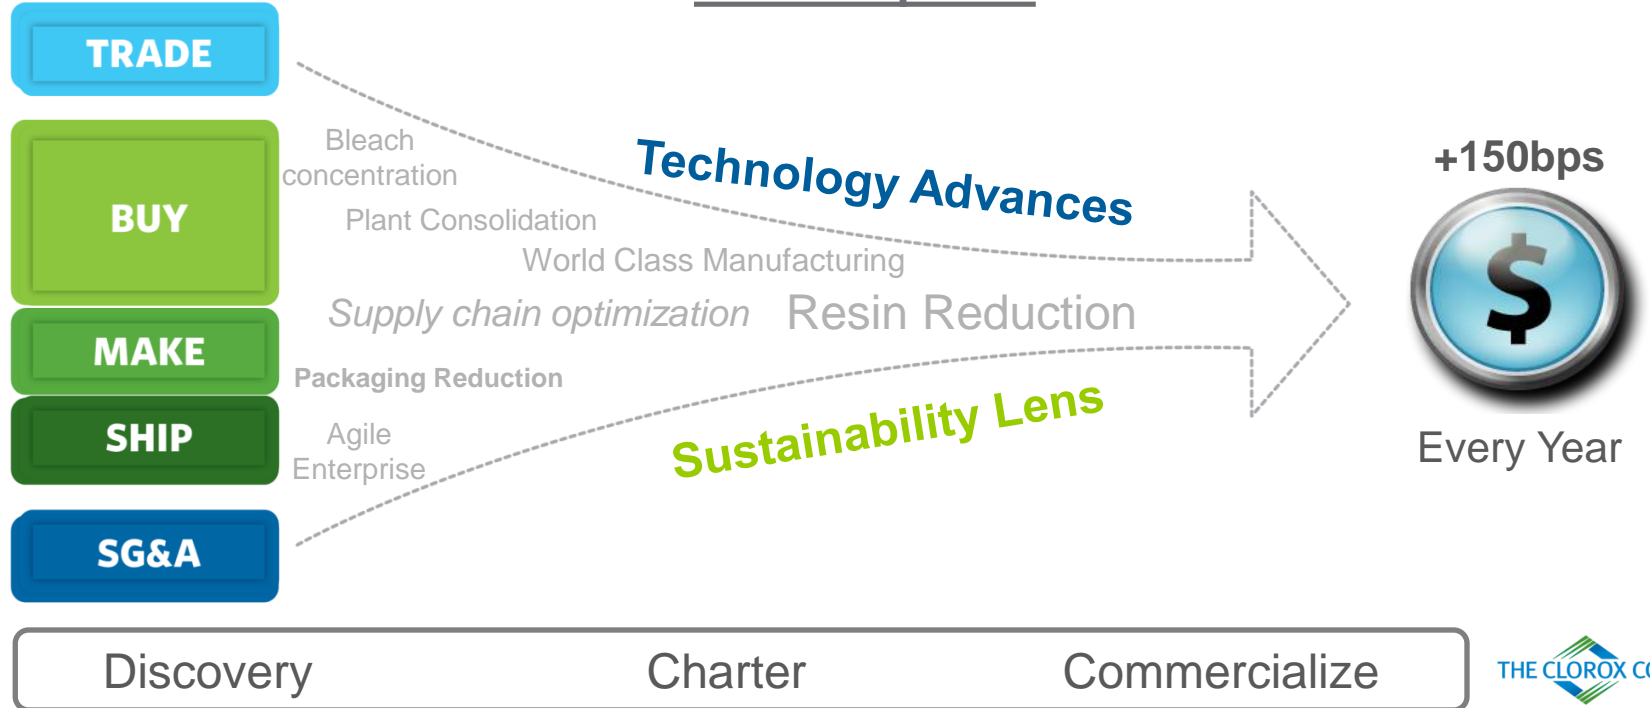 TRADE
Bleach
concentration
Technology Advances
+150bps
BUY
Plant Consolidation
World Class Manufacturing
$
Supply chain optimization
Resin Reduction
MAKE
Packaging Reduction
Sustainability Lens
SHIP
Agile
Enterprise
Every Year
SG&A
Discovery
Charter
Commercialize
THE CLOROX CO